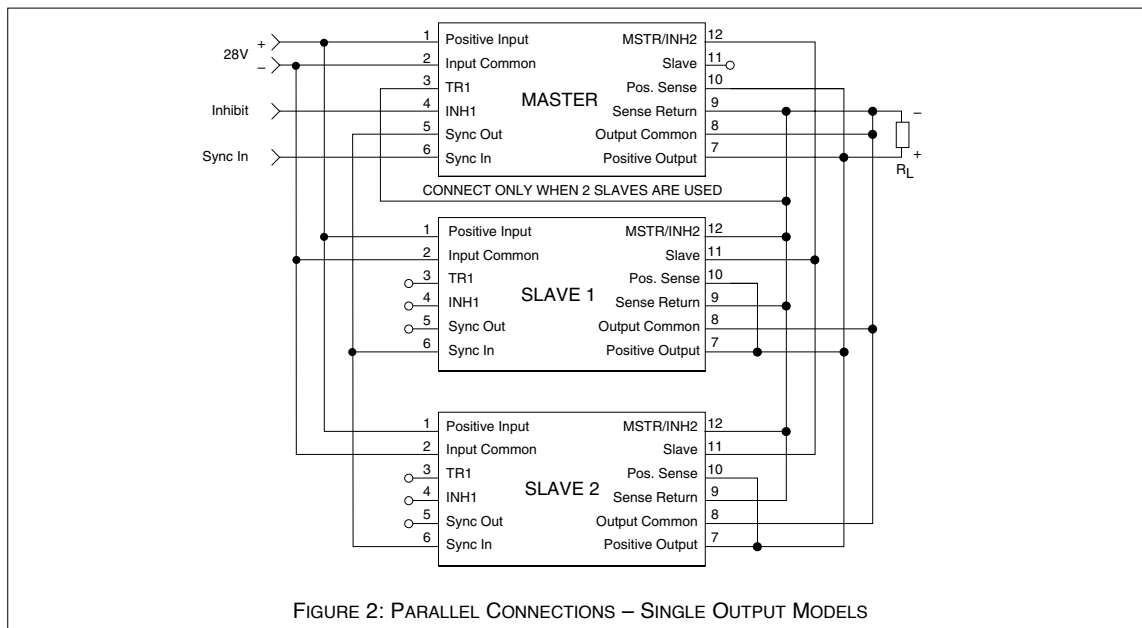 28V
+
–
Inhibit
Sync In
1 Positive Input MSTR/INH2 12
2 Input Common Slave 11
3 TR1 Pos. Sense 10
4 INH1 MASTER Sense Return 9
5 Sync Out Output Common 8
6 Sync In Positive Output 7
–
+
RL
CONNECT ONLY WHEN 2 SLAVES ARE USED
1 Positive Input MSTR/INH2 12
2 Input Common Slave 11
3 TR1 Pos. Sense 10
4 INH1 SLAVE 1 Sense Return 9
5 Sync Out Output Common 8
6 Sync In Positive Output 7
1 Positive Input MSTR/INH2 12
2 Input Common Slave 11
3 TR1 Pos. Sense 10
4 INH1 SLAVE 2 Sense Return 9
5 Sync Out Output Common 8
6 Sync In Positive Output 7
FIGURE 2: PARALLEL CONNECTIONS – SINGLE OUTPUT MODELS